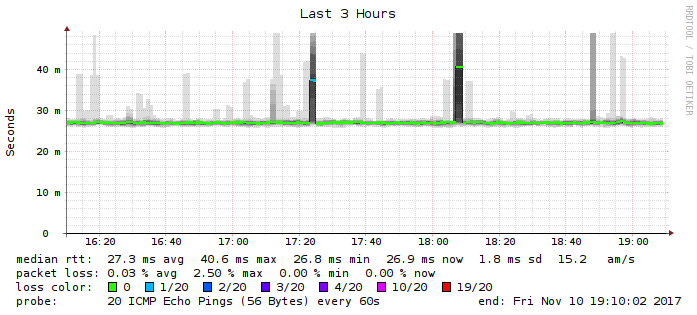 Last 3 Hours
RRDTOOL / TOBI OETIKER
Seconds
40 m
30 m
20 m
10 m
0
16:20 16:40 17:00 17:20 17:40 18:00 18:20 18:40 19:00
median rtt: 27.3 ms avg 40.6 ms max 26.8 ms min 26.9 ms now 1.8 ms sd 15.2 am/s
packet loss: 0.03 % avg 2.50 % max 0.00 % min 0.00 % now
loss color: 0 1/20 2/20 3/20 4/20 10/20 19/20
probe: 20 ICMP Echo Pings (56 Bytes) every 60s end: Fri Nov 10 19:10:02 2017